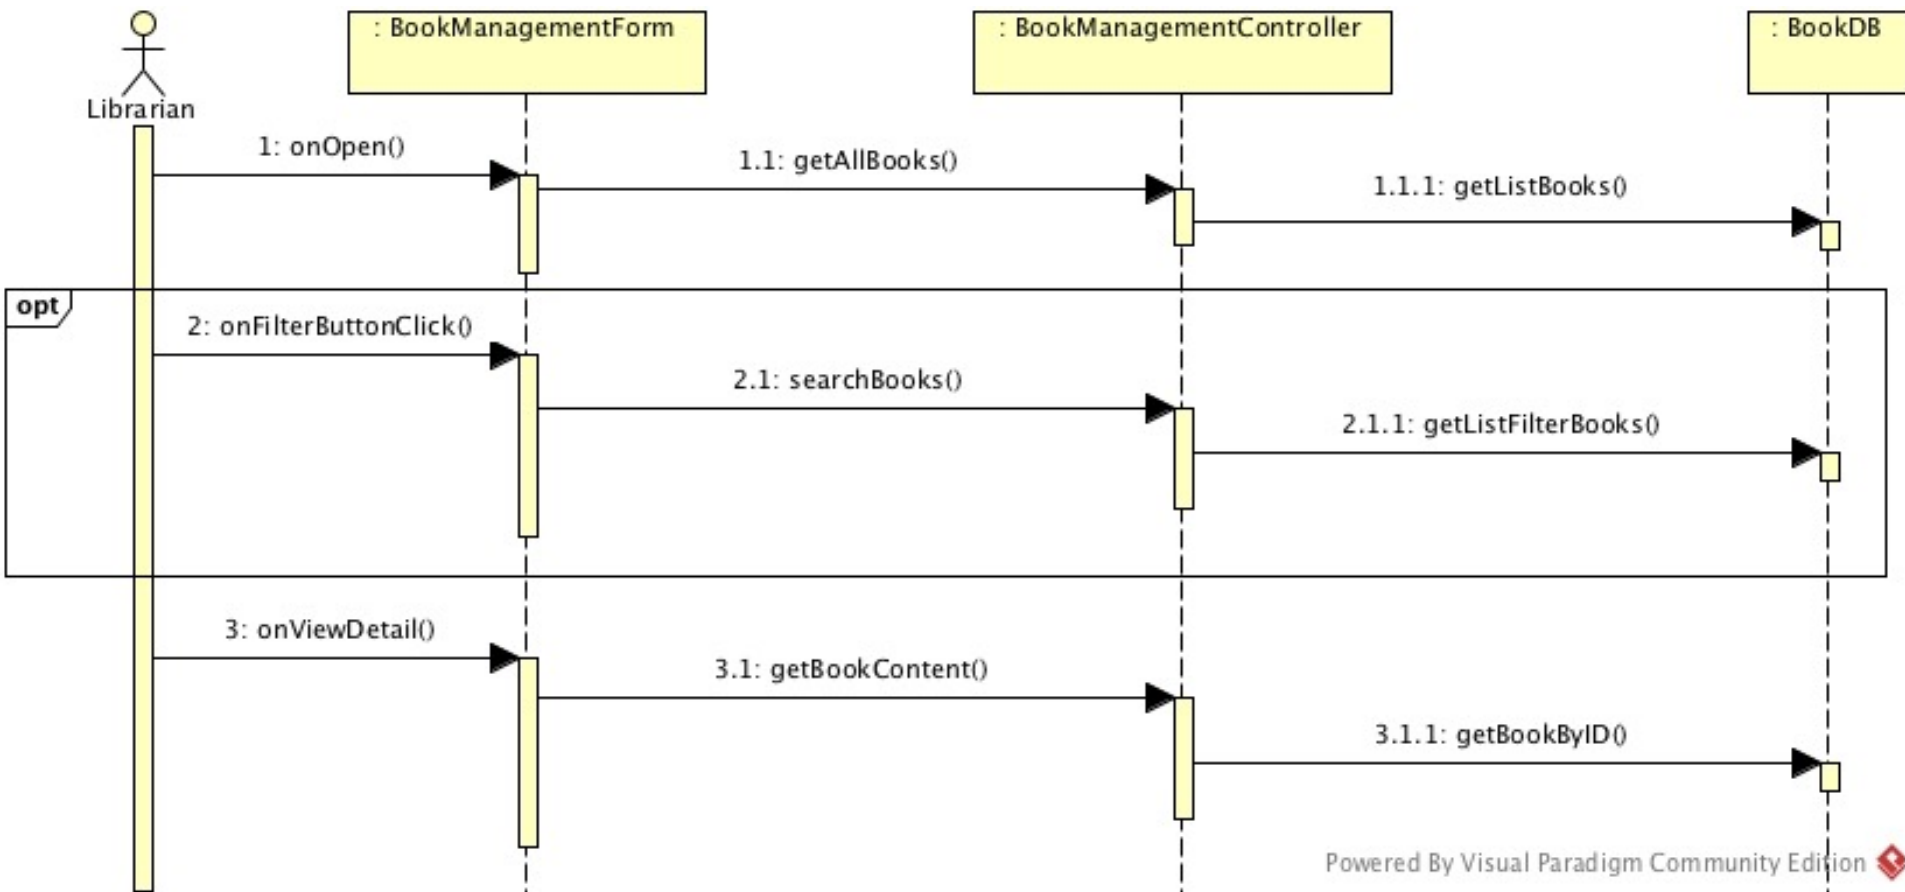 : BookManagementForm
: BookManagementController
: BookDB
Librarian
1: onOpen()
1.1: getAllBooks()
1.1.1: getListBooks()
opt
2: onFilterButtonClick()
2.1: searchBooks()
2.1.1: getListFilterBooks()
3: onViewDetail()
3.1: getBookContent()
3.1.1: getBookByID()
Powered By Visual Paradigm Community Edition